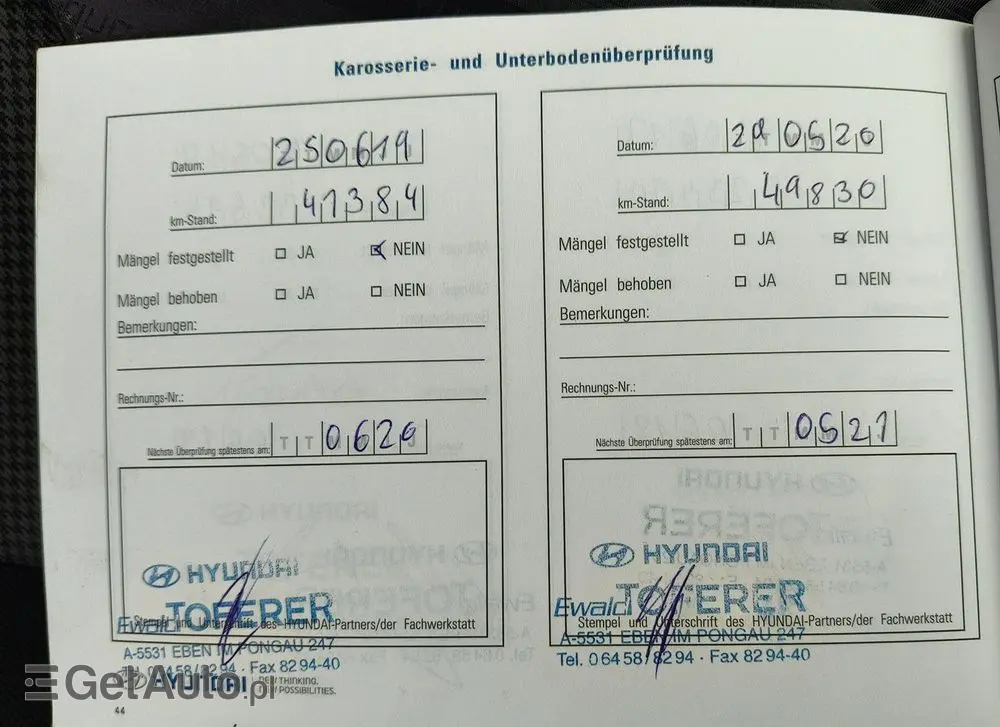 Karosserie- und Unterbodenüberprüfung
Datum: 250619
km-Stand: 41384
Mängel festgestellt JA NEIN
Mängel behoben JA NEIN
Bemerkungen:
Rechnungs-Nr.:
Nächste Überprüfung spätestens am: T T 0620
HYUNDAI
Ewald TOFERER
Stempel und Unterschrift des HYUNDAI-Partners/der Fachwerkstatt
A-5531 EBEN IM PONGAU 247
06458/8294 · Fax 8294-40
HYUNDAI NEW THINKING.
NEW POSSIBILITIES.
44
Datum: 290520
km-Stand: 49830
Mängel festgestellt JA NEIN
Mängel behoben JA NEIN
Bemerkungen:
Rechnungs-Nr.:
Nächste Überprüfung spätestens am: T T 0521
HYUNDAI
Ewald TOFERER
Stempel und Unterschrift des HYUNDAI-Partners/der Fachwerkstatt
A-5531 EBEN IM PONGAU 247
Tel. 06458/8294 · Fax 8294-40
GetAuto.pl